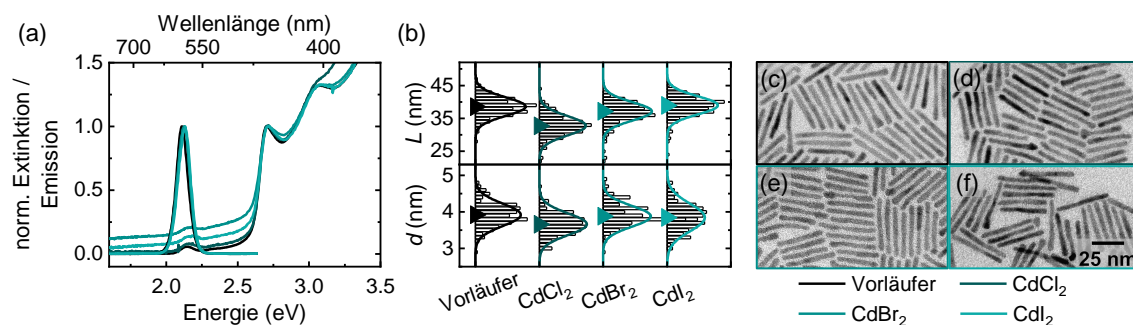 (a)
Wellenlänge (nm)
700 550 400
norm. Extinktion /
Emission
1.5
1.0
0.5
0.0
2.0 2.5 3.0 3.5
Energie (eV)
(b)
L (nm)
45
35
25
d (nm)
5
4
3
Vorläufer CdCl₂ CdBr₂ CdI₂
(c)
(d)
(e)
(f)
25 nm
Vorläufer CdCl₂
CdBr₂ CdI₂